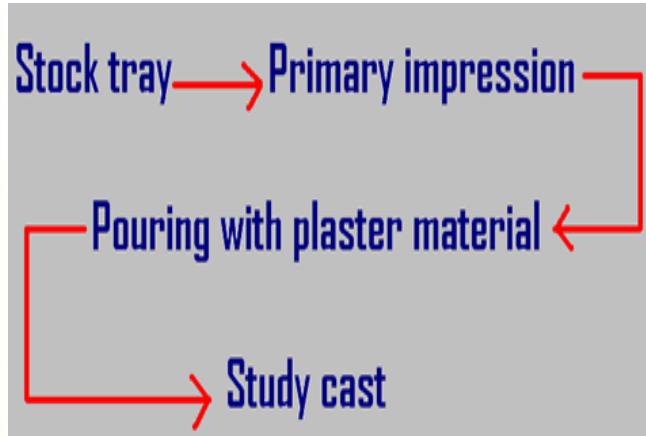 Stock tray Primary impression
Pouring with plaster material
Study cast